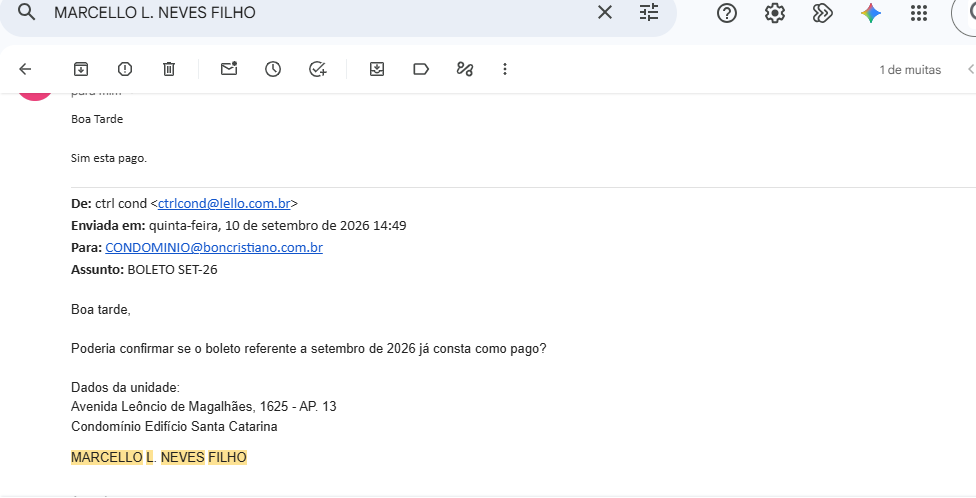 MARCELLO L. NEVES FILHO
1 de muitas
para mim
Boa Tarde
Sim esta pago.
De: ctrl cond <ctrlcond@lello.com.br>
Enviada em: quinta-feira, 10 de setembro de 2026 14:49
Para: CONDOMINIO@boncristiano.com.br
Assunto: BOLETO SET-26
Boa tarde,
Poderia confirmar se o boleto referente a setembro de 2026 já consta como pago?
Dados da unidade:
Avenida Leôncio de Magalhães, 1625 - AP. 13
Condomínio Edifício Santa Catarina
MARCELLO L. NEVES FILHO